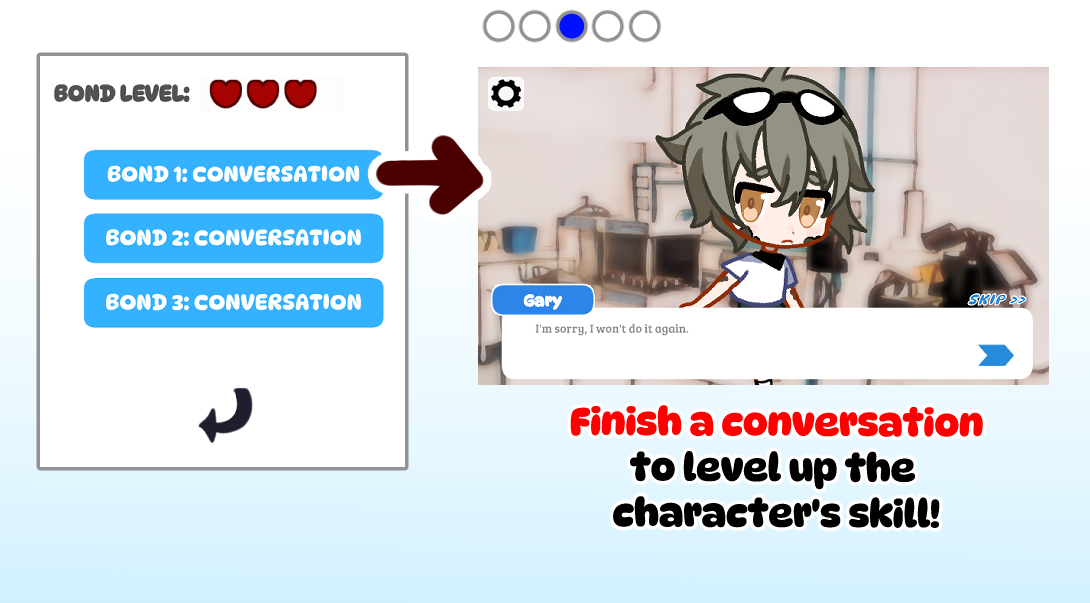 BOND LEVEL:
BOND 1: CONVERSATION
BOND 2: CONVERSATION
BOND 3: CONVERSATION
SKIP >>
Gary
I'm sorry, I won't do it again.
Finish a conversation
to level up the
character's skill!